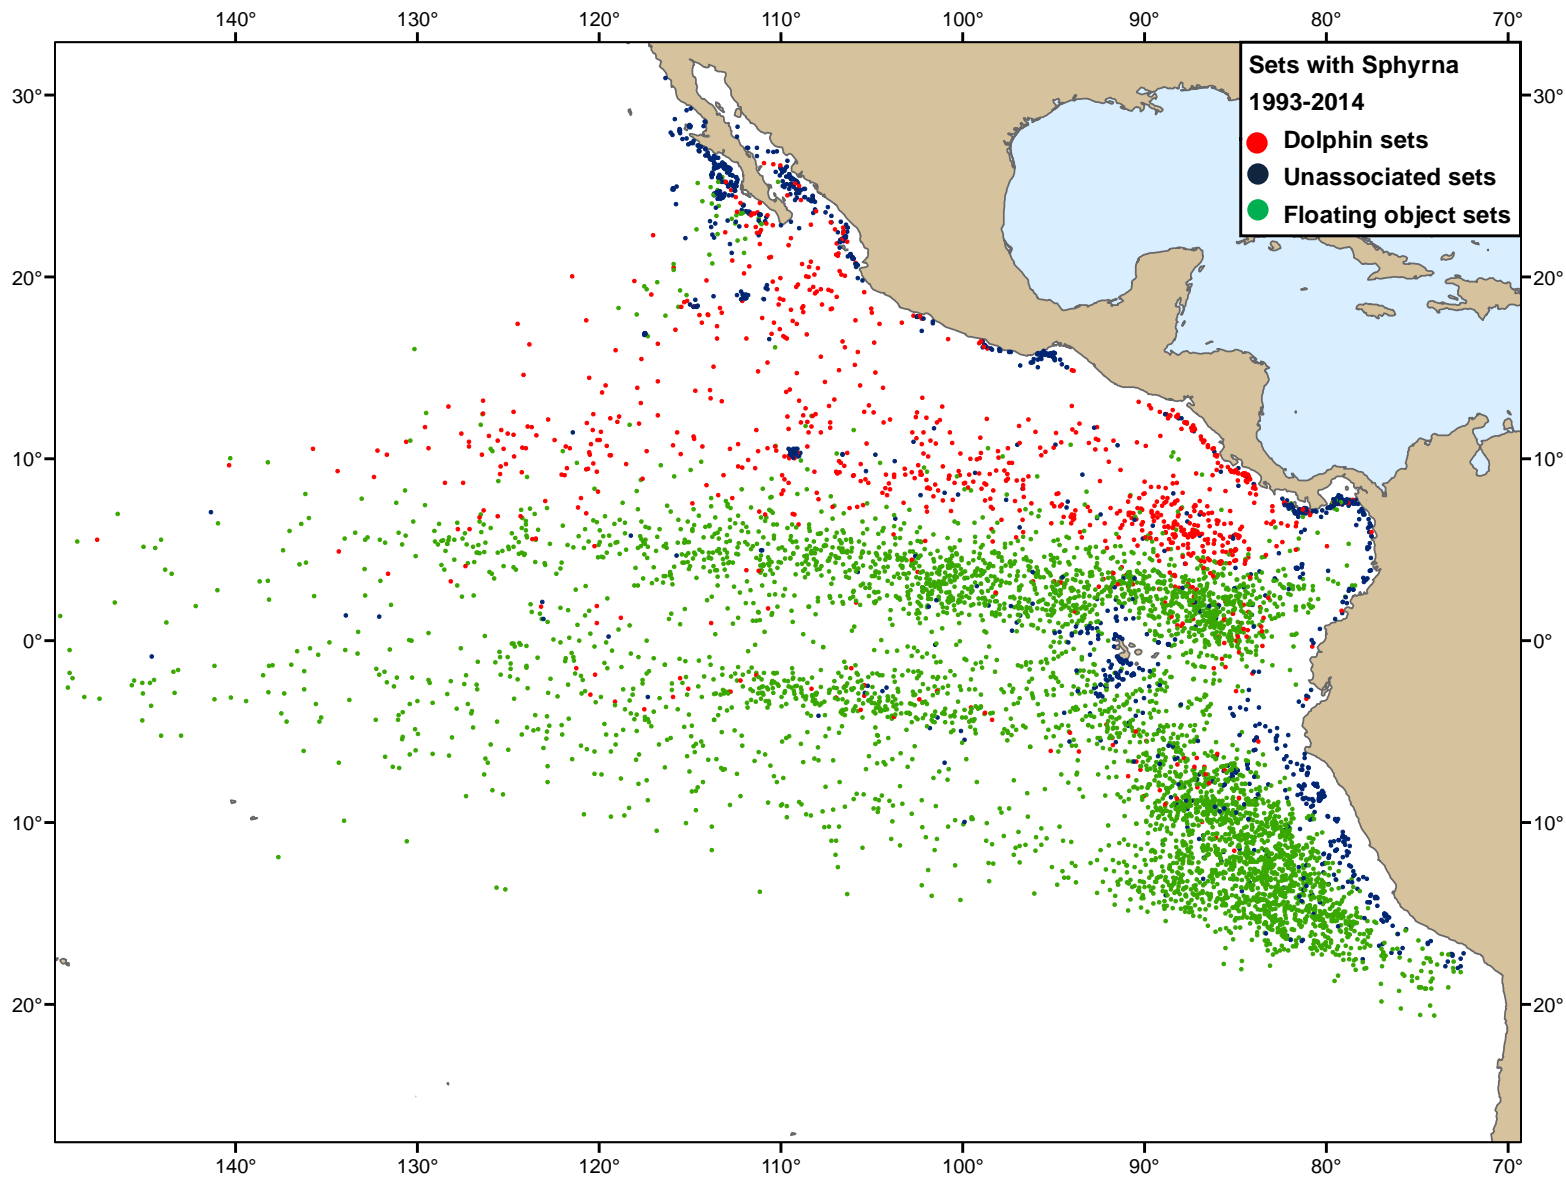 140° 130° 120° 110° 100° 90° 80° 70°
Sets with Sphyrna
1993-2014
Dolphin sets
Unassociated sets
Floating object sets
30° 30°
20° 20°
10° 10°
0° 0°
10° 10°
20° 20°
140° 130° 120° 110° 100° 90° 80° 70°